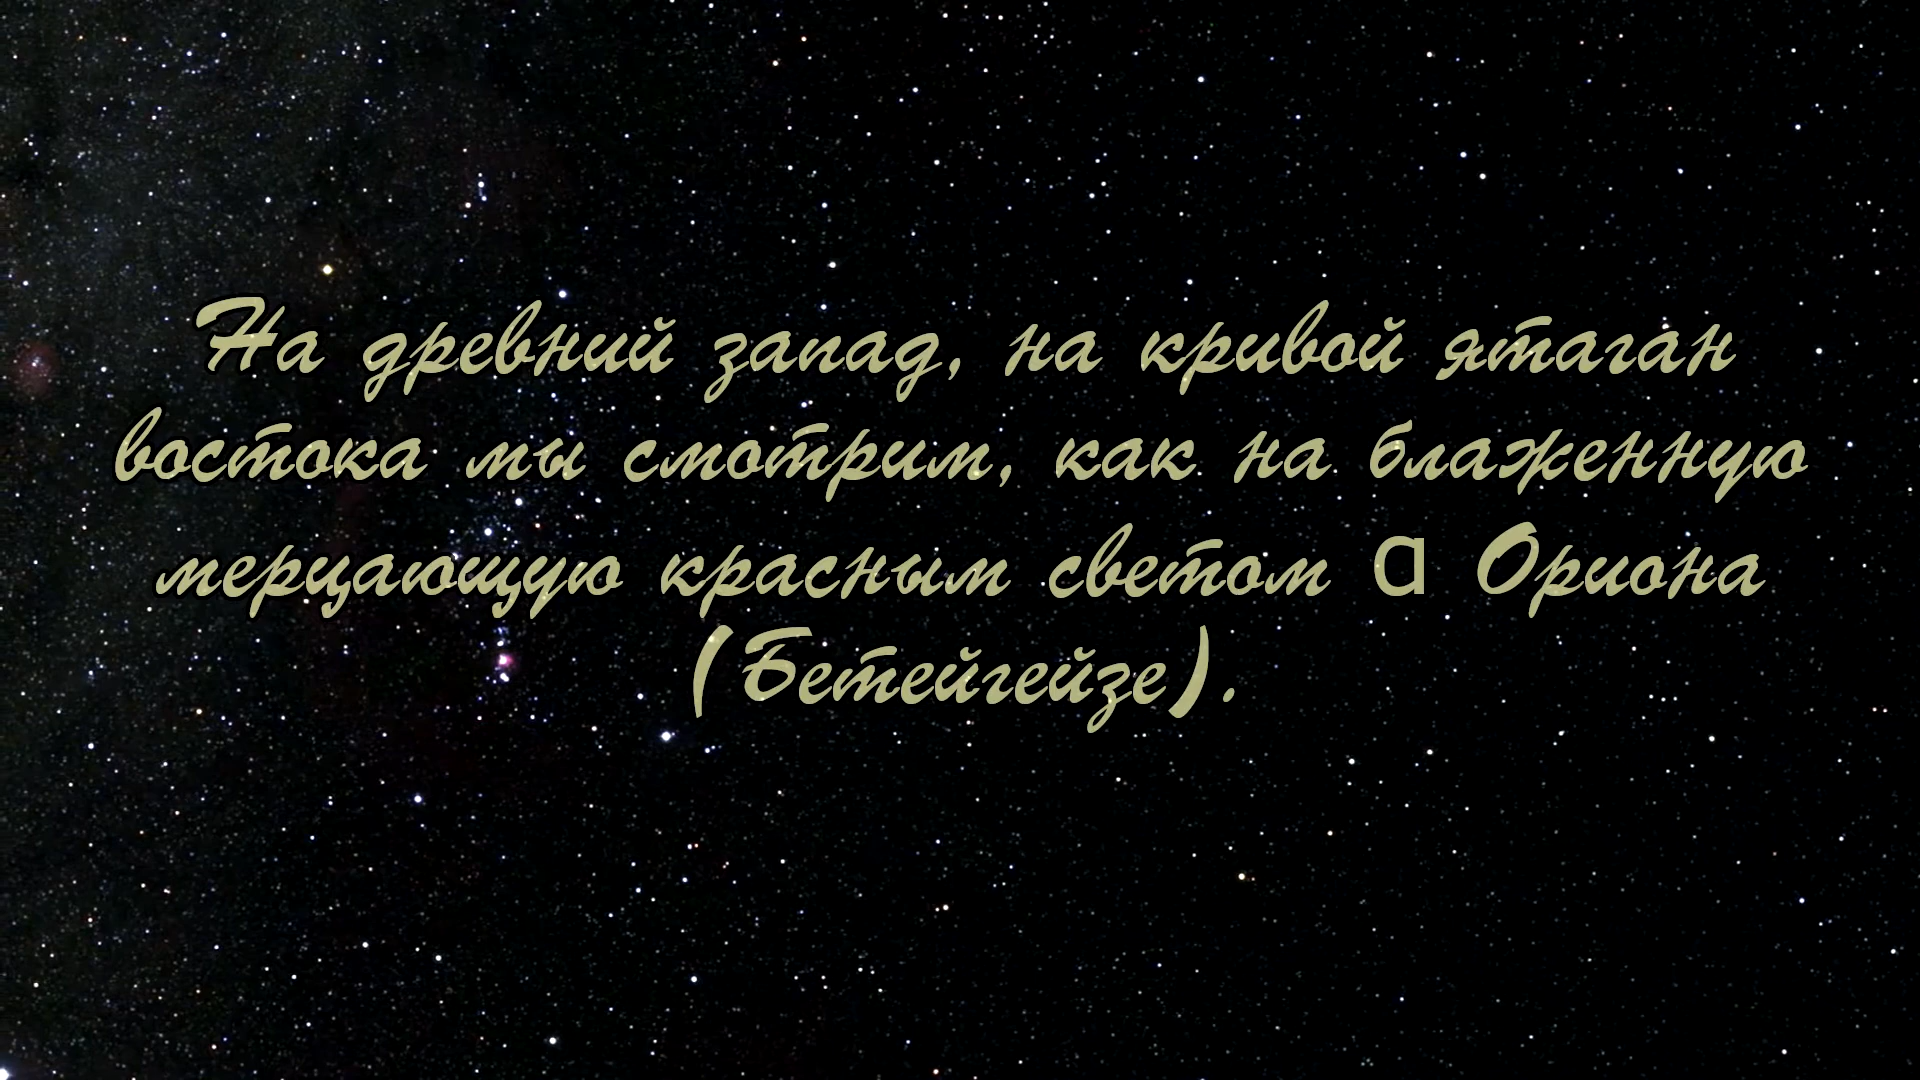 На древний запад, на кривой ятаган
востока мы смотрим, как на блаженную
мерцающую красным светом α Ориона
(Бетейгейзе).